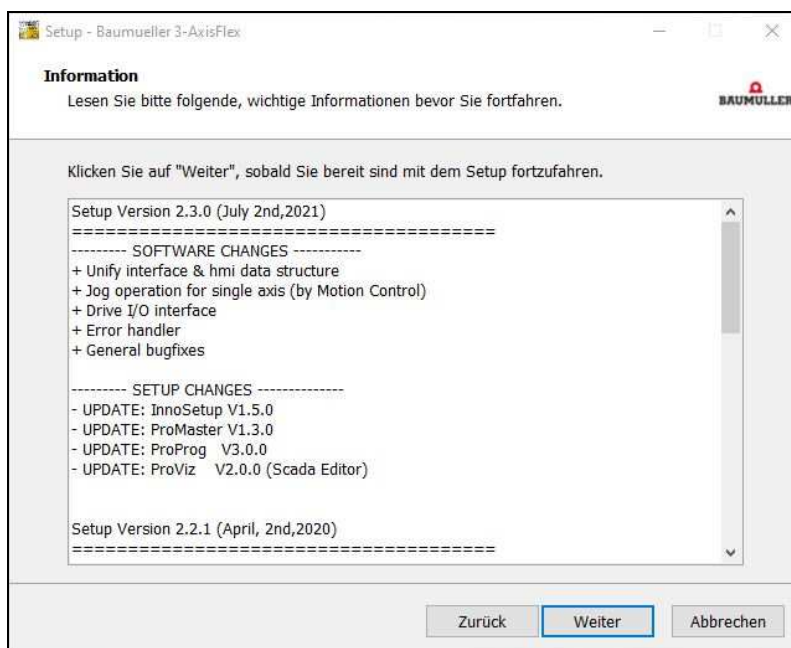 Setup - Baumueller 3-AxisFlex
Information
Lesen Sie bitte folgende, wichtige Informationen bevor Sie fortfahren.
BAUMÜLLER
Klicken Sie auf "Weiter", sobald Sie bereit sind mit dem Setup fortzufahren.
Setup Version 2.3.0 (July 2nd,2021)
======================================
--------- SOFTWARE CHANGES -----------
+ Unify interface & hmi data structure
+ Jog operation for single axis (by Motion Control)
+ Drive I/O interface
+ Error handler
+ General bugfixes
--------- SETUP CHANGES --------------
- UPDATE: InnoSetup V1.5.0
- UPDATE: ProMaster V1.3.0
- UPDATE: ProProg   V3.0.0
- UPDATE: ProViz    V2.0.0 (Scada Editor)
Setup Version 2.2.1 (April, 2nd,2020)
======================================
Zurück
Weiter
Abbrechen